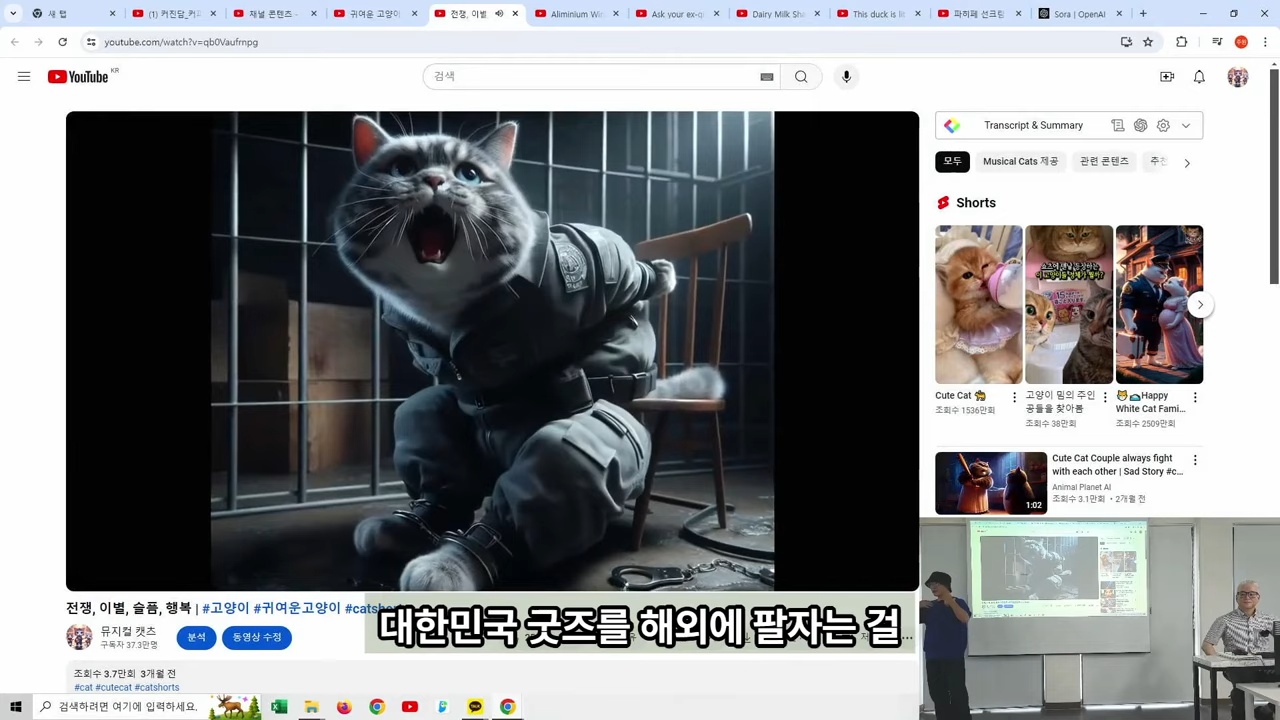 새 탭
(1) 커진맛_커피
재널 콘텐츠 -
귀여운 고양이
전쟁, 이별
Aliminium Wi
Ask your ex-g
Dairy Milk Sh
This duck is lit
파히페 선크림
Sora | OpenAI
youtube.com/watch?v=qb0Vaufrnpg
YouTube KR
검색
Transcript & Summary
모두
Musical Cats 제공
관련 콘텐츠
추천
Shorts
Cute Cat
조회수 1536만회
고양이 밈의 주인
공들을 찾아봄
조회수 38만회
Happy
White Cat Fami...
조회수 2509만회
Cute Cat Couple always fight
with each other | Sad Story #c...
Animal Planet AI
조회수 3.1만회 • 2개월 전
1:02
전쟁, 이별, 슬픔, 행복 | #고양이 #귀여운고양이 #catsho
뮤지컬 캣츠
구독자 37.3만명
분석
동영상 수정
대한민국 굿즈를 해외에 팔자는 걸
조회수 3.7만회 3개월 전
#cat #cutecat #catshorts
검색하려면 여기에 입력하세요.